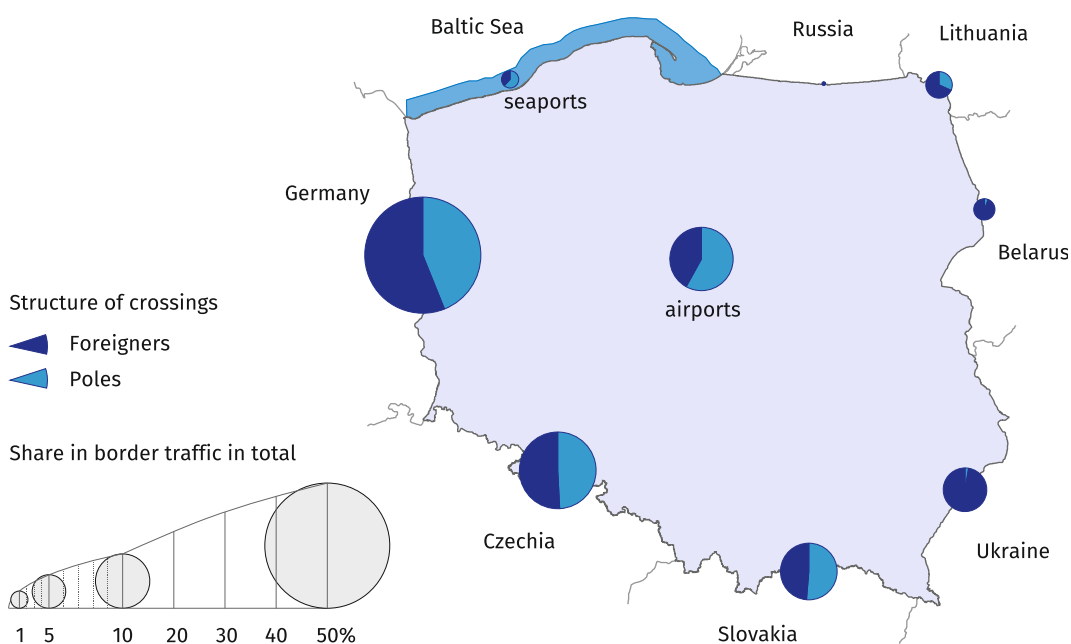 Baltic Sea
Russia
Lithuania
seaports
Germany
Belarus
airports
Structure of crossings
Foreigners
Poles
Share in border traffic in total
Czechia
Ukraine
Slovakia
1 5 10 20 30 40 50%